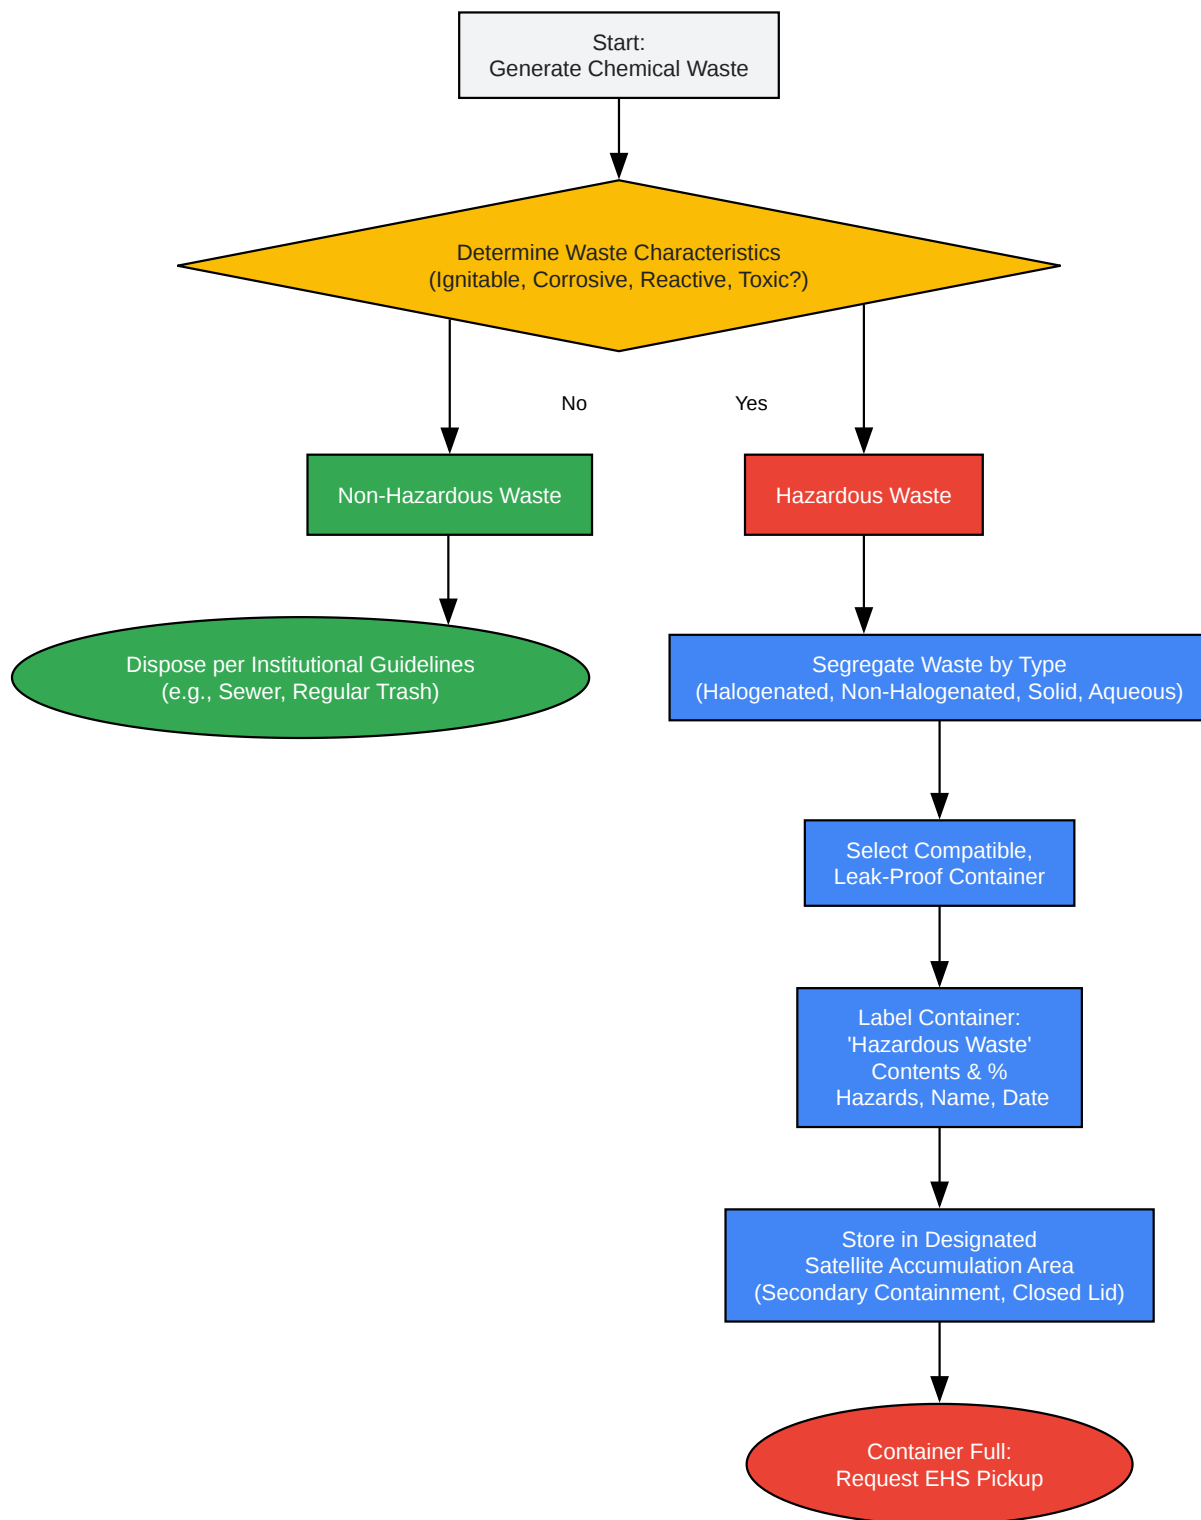 Start:
Generate Chemical Waste
Determine Waste Characteristics
(Ignitable, Corrosive, Reactive, Toxic?)
No
Yes
Non-Hazardous Waste
Hazardous Waste
Dispose per Institutional Guidelines
(e.g., Sewer, Regular Trash)
Segregate Waste by Type
(Halogenated, Non-Halogenated, Solid, Aqueous)
Select Compatible,
Leak-Proof Container
Label Container:
'Hazardous Waste'
Contents & %
Hazards, Name, Date
Store in Designated
Satellite Accumulation Area
(Secondary Containment, Closed Lid)
Container Full:
Request EHS Pickup